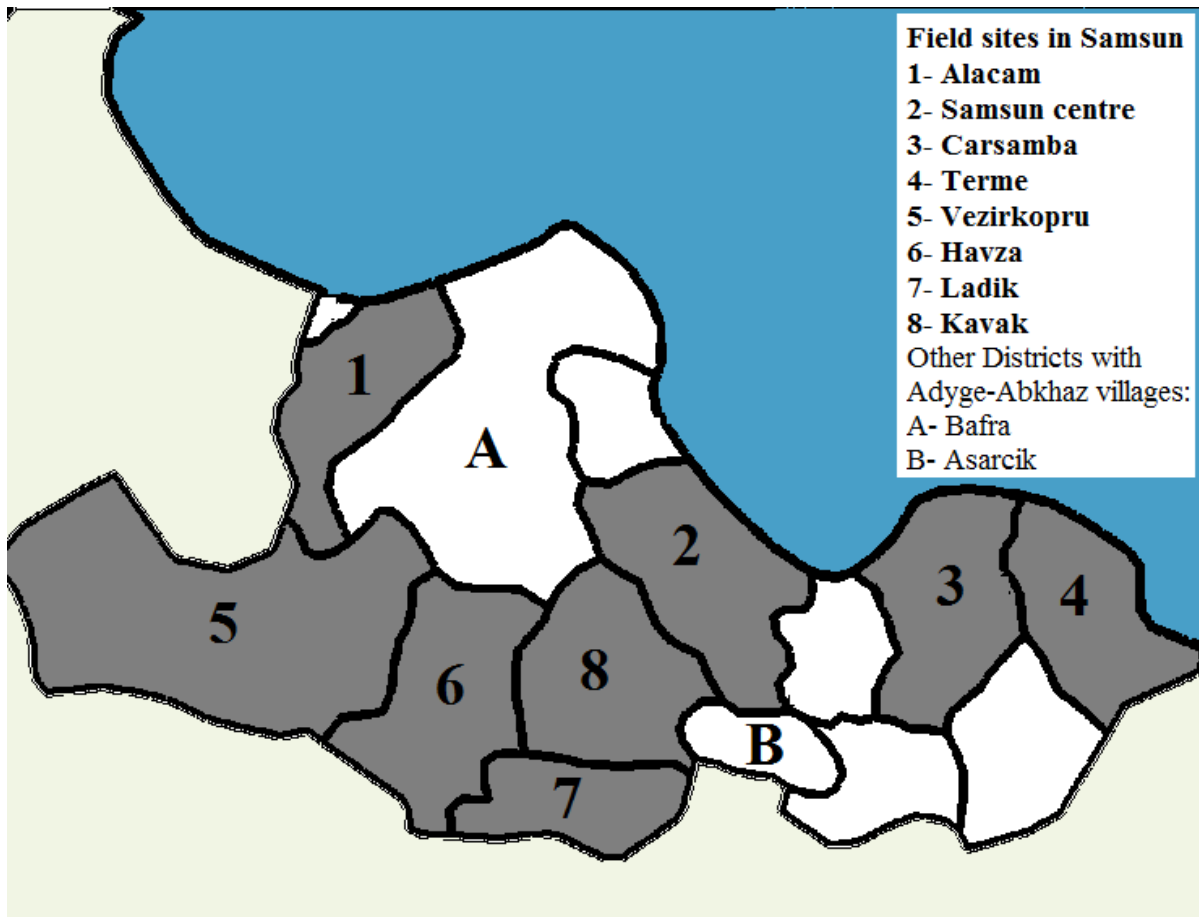 Field sites in Samsun
1- Alacam
2- Samsun centre
3- Carsamba
4- Terme
5- Vezirkopru
6- Havza
7- Ladik
8- Kavak
Other Districts with
Adyge-Abkhaz villages:
A- Bafra
B- Asarcik
1
A
2
3
4
5
6
8
B
7